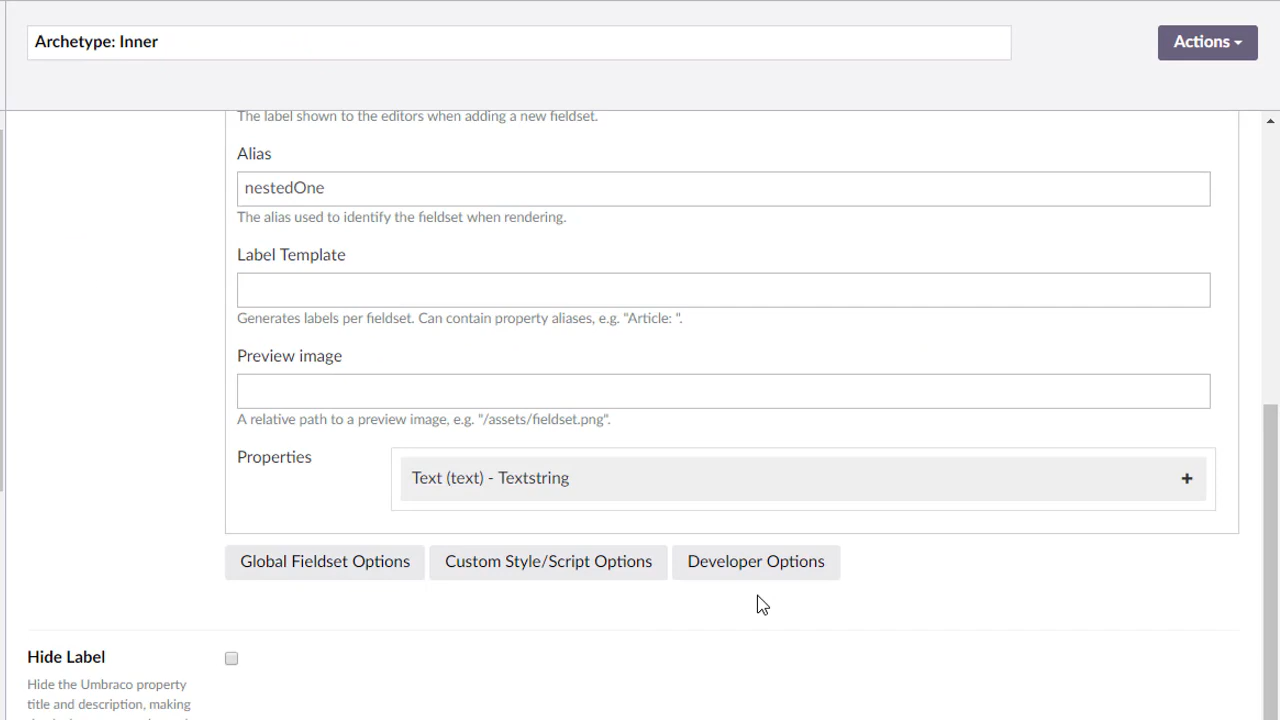 Archetype: Inner
Actions
The label shown to the editors when adding a new fieldset.
Alias
nestedOne
The alias used to identify the fieldset when rendering.
Label Template
Generates labels per fieldset. Can contain property aliases, e.g. "Article: ".
Preview image
A relative path to a preview image, e.g. "/assets/fieldset.png".
Properties
Text (text) - Textstring
Global Fieldset Options Custom Style/Script Options Developer Options
Hide Label
Hide the Umbraco property
title and description, making